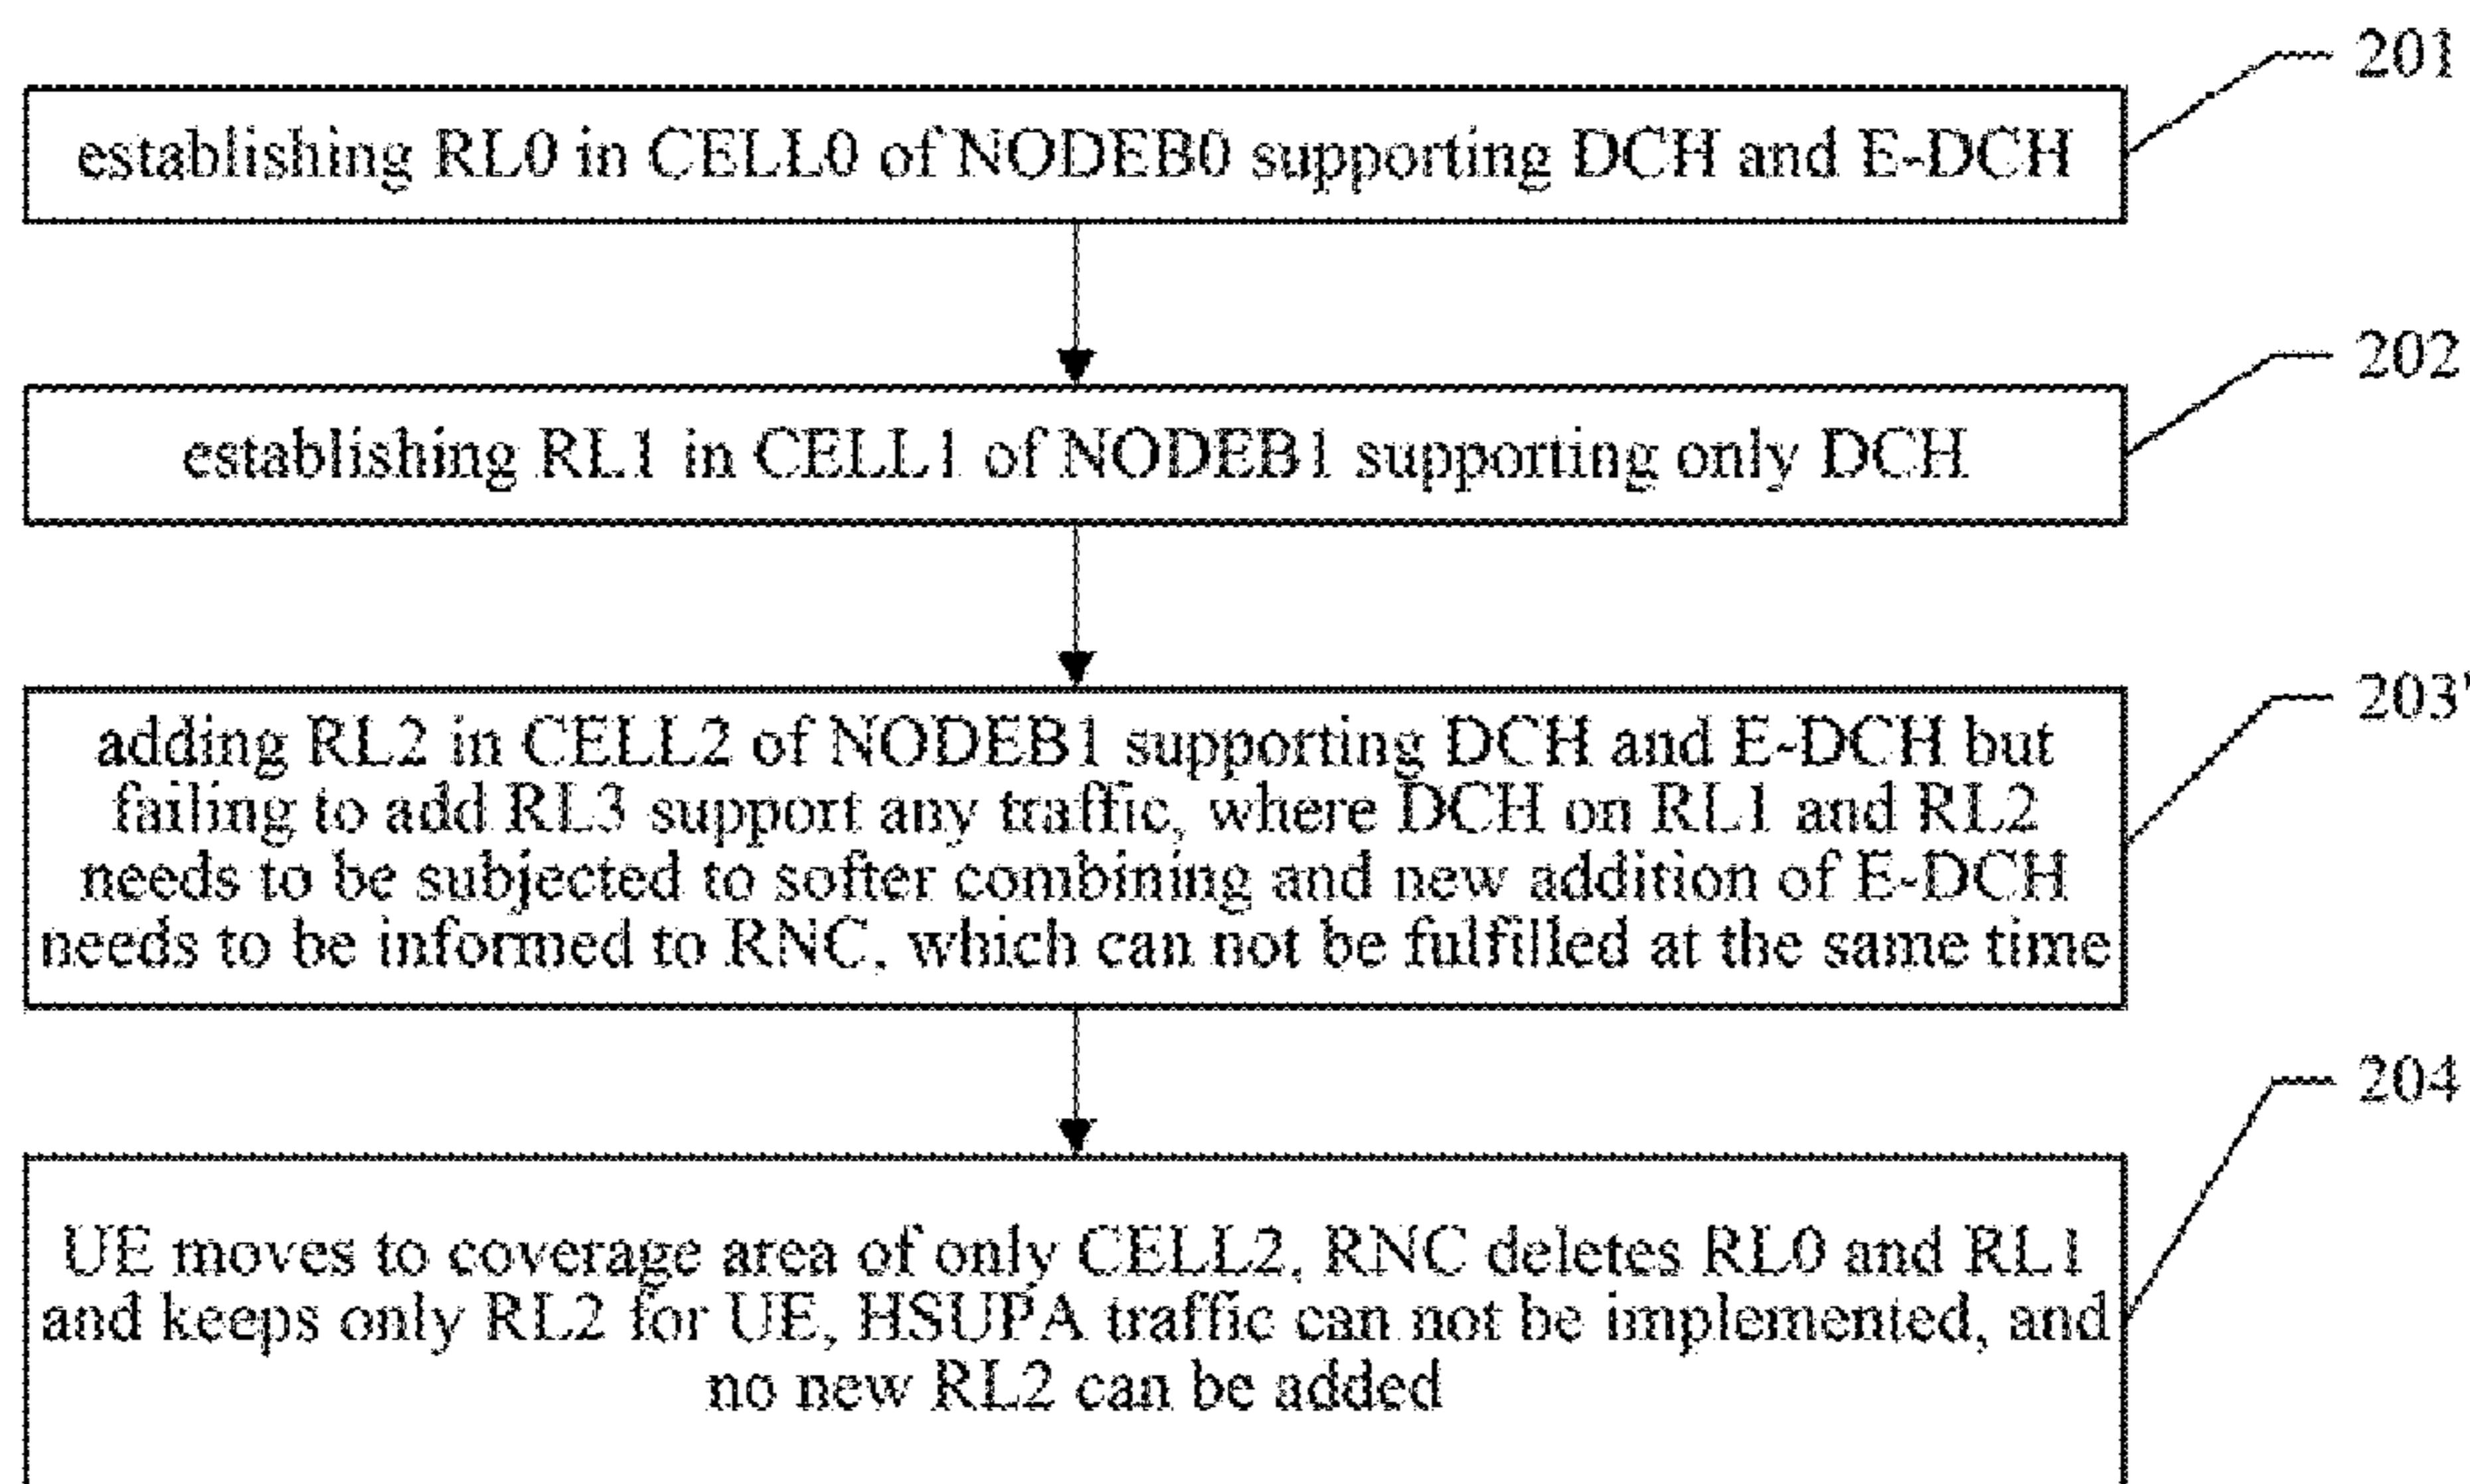 201
establishing RL0 in CELL0 of NODEB0 supporting DCH and E-DCH
202
establishing RL1 in CELL1 of NODEB1 supporting only DCH
203'
adding RL2 in CELL2 of NODEB1 supporting DCH and E-DCH but
failing to add RL3 support any traffic, where DCH on RL1 and RL2
needs to be subjected to softer combining and new addition of E-DCH
needs to be informed to RNC, which can not be fulfilled at the same time
204
UE moves to coverage area of only CELL2, RNC deletes RL0 and RL1
and keeps only RL2 for UE, HSUPA traffic can not be implemented, and
no new RL2 can be added